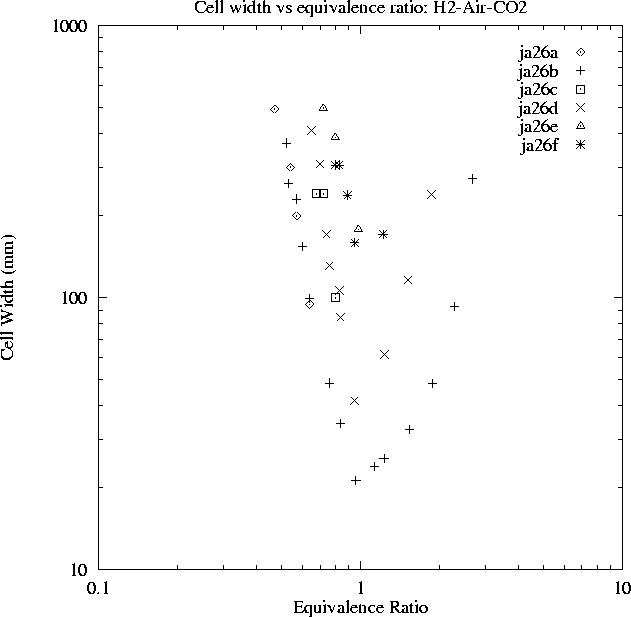 Cell width vs equivalence ratio: H2-Air-CO2
1000
ja26a
ja26b
ja26c
ja26d
ja26e
ja26f
Cell Width (mm)
100
10
0.1
1
10
Equivalence Ratio